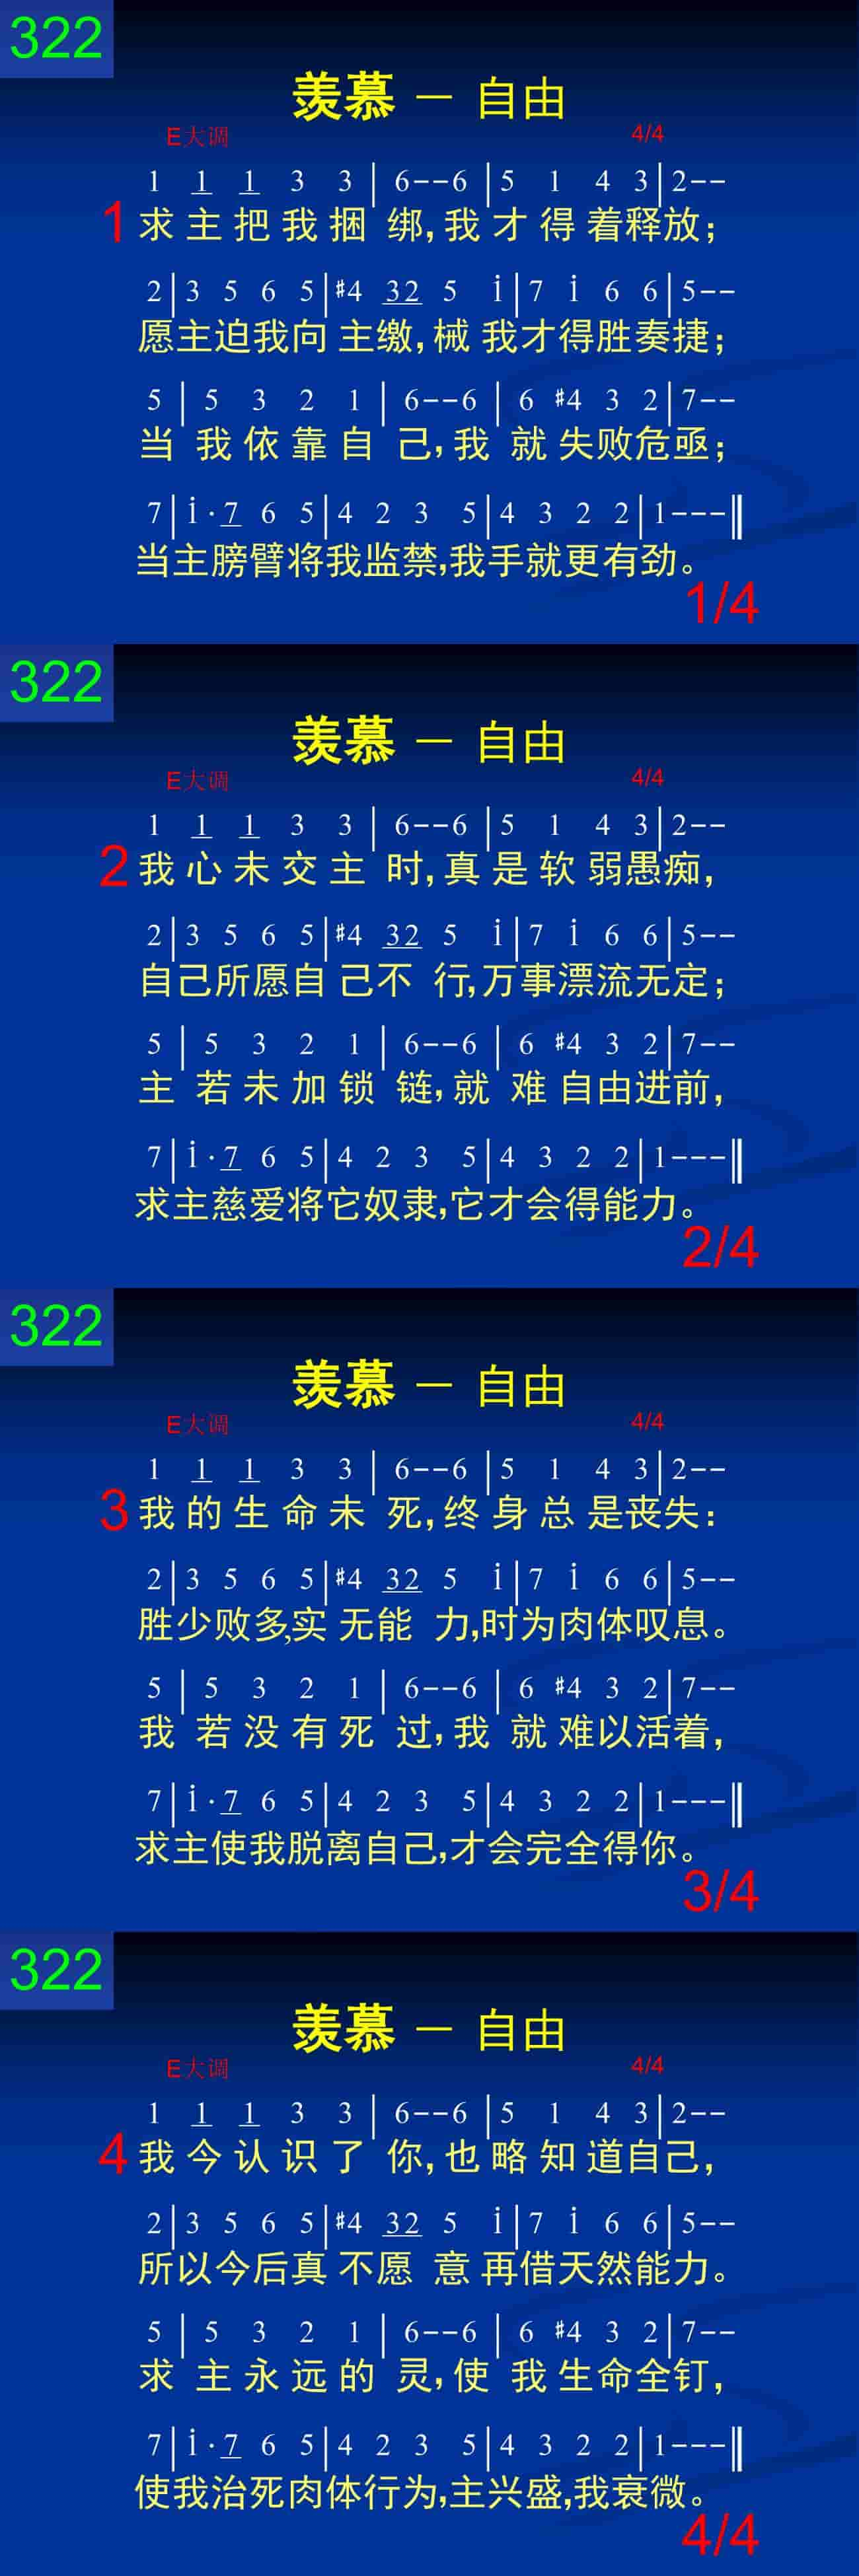 322
羡慕 — 自由
E大调 4/4
1 1 1 3 3 | 6--6 | 5 1 4 3 | 2--
1 求主把我捆绑,我才得着释放;
2 | 3 5 6 5 | #4 32 5 i | 7 i 6 6 | 5--
愿主迫我向主缴,械我才得胜奏捷;
5 | 5 3 2 1 | 6--6 | 6 #4 3 2 | 7--
当我依靠自己,我就失败危亟;
7 | i·7 6 5 | 4 2 3 5 | 4 3 2 2 | 1---‖
当主膀臂将我监禁,我手就更有劲。
1/4
322
羡慕 — 自由
E大调 4/4
1 1 1 3 3 | 6--6 | 5 1 4 3 | 2--
2 我心未交主时,真是软弱愚痴,
2 | 3 5 6 5 | #4 32 5 i | 7 i 6 6 | 5--
自己所愿自己不行,万事漂流无定;
5 | 5 3 2 1 | 6--6 | 6 #4 3 2 | 7--
主若未加锁链,就难自由进前,
7 | i·7 6 5 | 4 2 3 5 | 4 3 2 2 | 1---‖
求主慈爱将它奴隶,它才会得能力。
2/4
322
羡慕 — 自由
E大调 4/4
1 1 1 3 3 | 6--6 | 5 1 4 3 | 2--
3 我的生命未死,终身总是丧失:
2 | 3 5 6 5 | #4 32 5 i | 7 i 6 6 | 5--
胜少败多,实无能力,时为肉体叹息。
5 | 5 3 2 1 | 6--6 | 6 #4 3 2 | 7--
我若没有死过,我就难以活着,
7 | i·7 6 5 | 4 2 3 5 | 4 3 2 2 | 1---‖
求主使我脱离自己,才会完全得你。
3/4
322
羡慕 — 自由
E大调 4/4
1 1 1 3 3 | 6--6 | 5 1 4 3 | 2--
4 我今认识了你,也略知道自己,
2 | 3 5 6 5 | #4 32 5 i | 7 i 6 6 | 5--
所以今后真不愿意再借天然能力。
5 | 5 3 2 1 | 6--6 | 6 #4 3 2 | 7--
求主永远的灵,使我生命全钉,
7 | i·7 6 5 | 4 2 3 5 | 4 3 2 2 | 1---‖
使我治死肉体行为,主兴盛,我衰微。
4/4